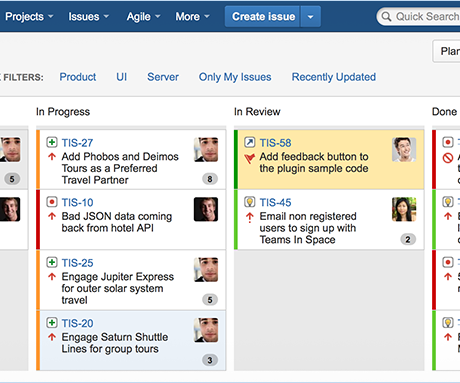 Projects Issues Agile More Create issue Quick Search
Plan
FILTERS: Product UI Server Only My Issues Recently Updated
In Progress
TIS-27
Add Phobos and Deimos
Tours as a Preferred
Travel Partner
8
TIS-10
Bad JSON data coming
back from hotel API
TIS-25
Engage Jupiter Express
for outer solar system
travel
5
TIS-20
Engage Saturn Shuttle
Lines for group tours
3
In Review
TIS-58
Add feedback button to
the plugin sample code
TIS-45
Email non registered
users to sign up with
Teams In Space
2
Done
5